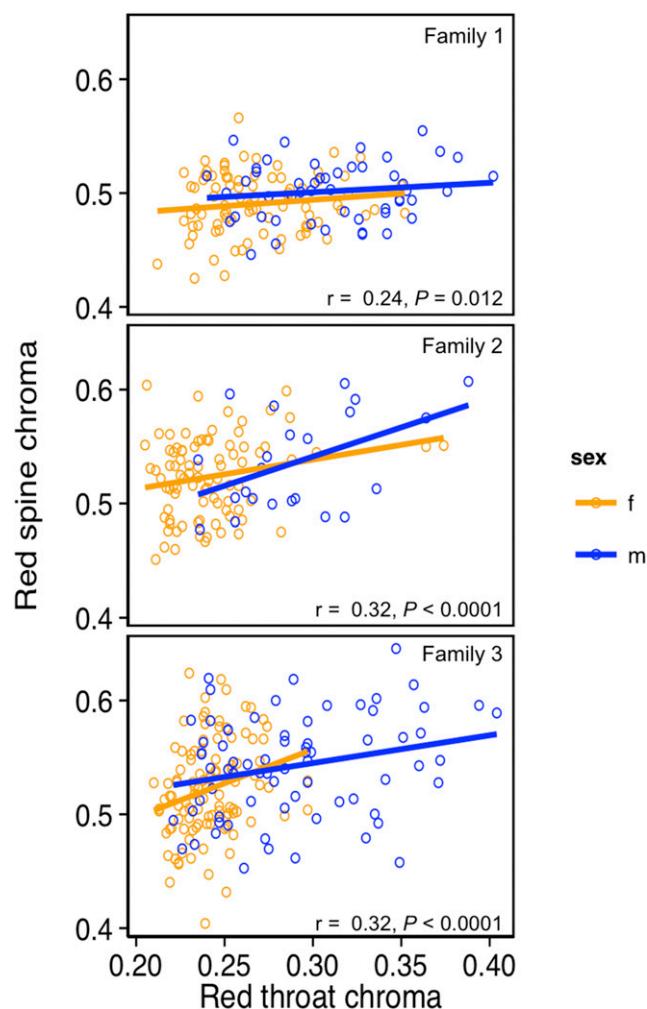 Family 1
0.6
0.5
0.4
r = 0.24, P = 0.012
Family 2
0.6
0.5
0.4
r = 0.32, P < 0.0001
Family 3
0.6
0.5
0.4
r = 0.32, P < 0.0001
0.20 0.25 0.30 0.35 0.40
Red throat chroma
Red spine chroma
sex
f
m